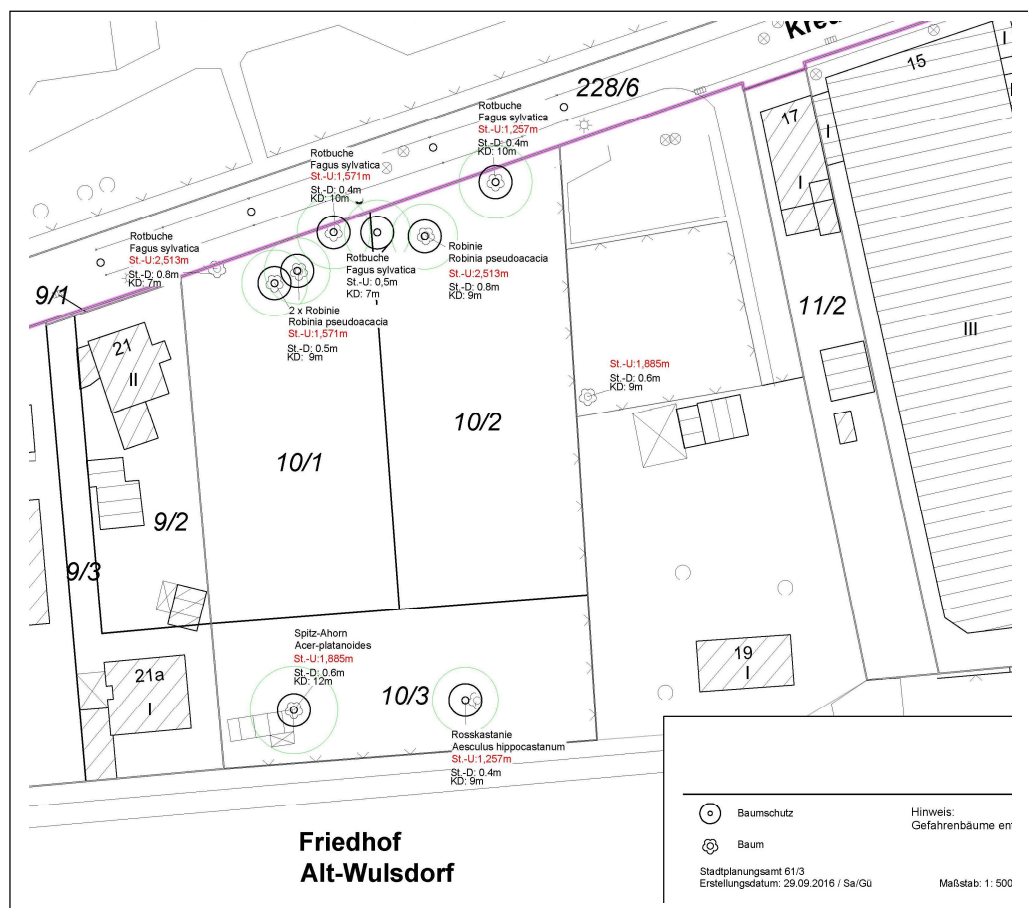 228/6
15
I
I
17
I
I
Rotbuche
Fagus sylvatica
St.-U:1,257m
St.-D: 0.4m
KD: 10m
Rotbuche
Fagus sylvatica
St.-U:1,571m
St.-D: 0.4m
KD: 10m
Rotbuche
Fagus sylvatica
St.-U:2,513m
St.-D: 0.8m
KD: 7m
Rotbuche
Fagus sylvatica
St.-U: 0,5m
KD: 7m
Robinie
Robinia pseudoacacia
St.-U:2,513m
St.-D: 0.8m
KD: 9m
2 x Robinie
Robinia pseudoacacia
St.-U:1,571m
St.-D: 0.5m
KD: 9m
9/1
11/2
III
21
II
St.-U:1,885m
St.-D: 0.6m
KD: 9m
10/2
10/1
9/2
9/3
Spitz-Ahorn
Acer-platanoides
St.-U:1,885m
St.-D: 0.6m
KD: 12m
21a
I
10/3
19
I
Rosskastanie
Aesculus hippocastanum
St.-U:1,257m
St.-D: 0.4m
KD: 9m
Friedhof
Alt-Wulsdorf
Baumschutz
Baum
Hinweis:
Gefahrenbäume
Stadtplanungsamt 61/3
Erstellungsdatum: 29.09.2016 / Sa/Gü
Maßstab: 1: 500